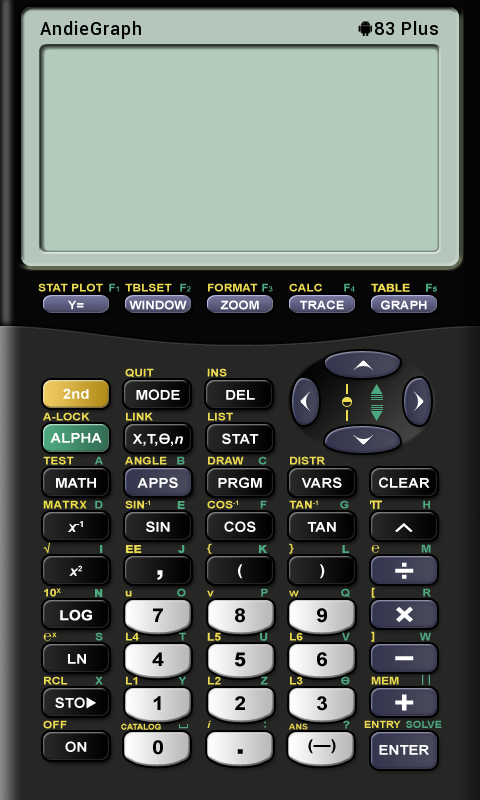 AndieGraph 83 Plus
STAT PLOT F1 TBLSET F2 FORMAT F3 CALC F4 TABLE F5
Y= WINDOW ZOOM TRACE GRAPH
QUIT INS
2nd MODE DEL
A-LOCK LINK LIST
ALPHA X,T,Θ,n STAT
TEST A ANGLE B DRAW C DISTR
MATH APPS PRGM VARS CLEAR
MATRX D SIN⁻¹ E COS⁻¹ F TAN⁻¹ G π H
x⁻¹ SIN COS TAN ^
√ I EE J { K } L e M
x² , ( ) ÷
10ˣ N u O v P w Q [ R
LOG 7 8 9 ×
eˣ S L4 T L5 U L6 V ] W
LN 4 5 6 −
RCL X L1 Y L2 Z L3 Θ MEM "
STO▶ 1 2 3 +
OFF CATALOG ⎵ i : ANS ? ENTRY SOLVE
ON 0 . (—) ENTER